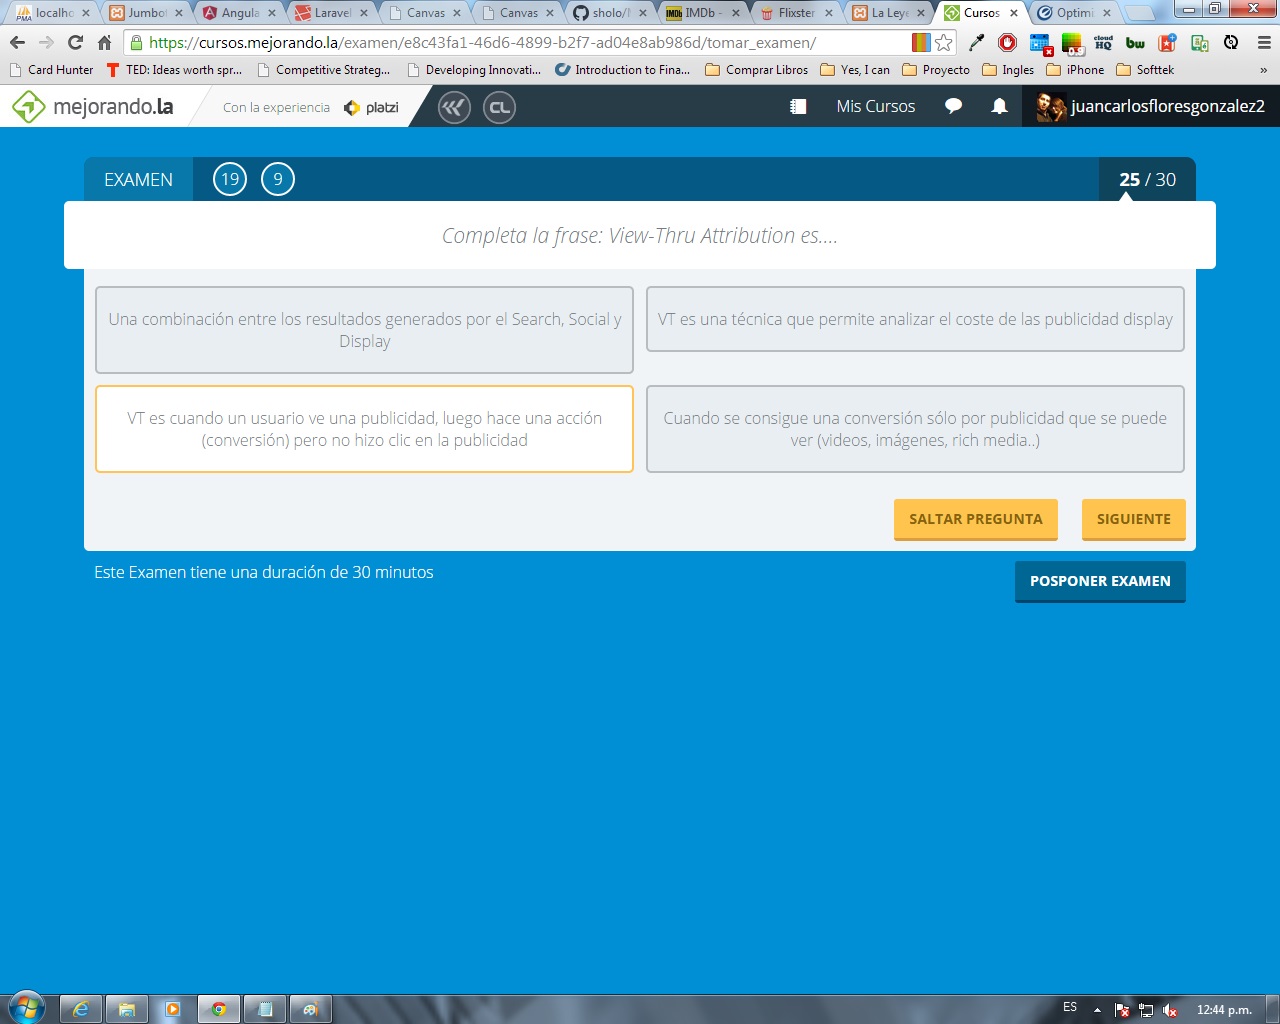 localho
Jumbot
Angula
Laravel
Canvas
Canvas
sholo/M
IMDb -
Flixster
La Leye
Cursos
Optimi
https://cursos.mejorando.la/examen/e8c43fa1-46d6-4899-b2f7-ad04e8ab986d/tomar_examen/
Card Hunter
TED: Ideas worth spr...
Competitive Strateg...
Developing Innovati...
Introduction to Fina...
Comprar Libros
Yes, I can
Proyecto
Ingles
iPhone
Softtek
»
mejorando.la
Con la experiencia
platzi
CL
Mis Cursos
juancarlosfloresgonzalez2
EXAMEN
19
9
25 / 30
Completa la frase: View-Thru Attribution es....
Una combinación entre los resultados generados por el Search, Social y
Display
VT es una técnica que permite analizar el coste de las publicidad display
VT es cuando un usuario ve una publicidad, luego hace una acción
(conversión) pero no hizo clic en la publicidad
Cuando se consigue una conversión sólo por publicidad que se puede
ver (videos, imágenes, rich media..)
SALTAR PREGUNTA
SIGUIENTE
Este Examen tiene una duración de 30 minutos
POSPONER EXAMEN
ES
12:44 p.m.